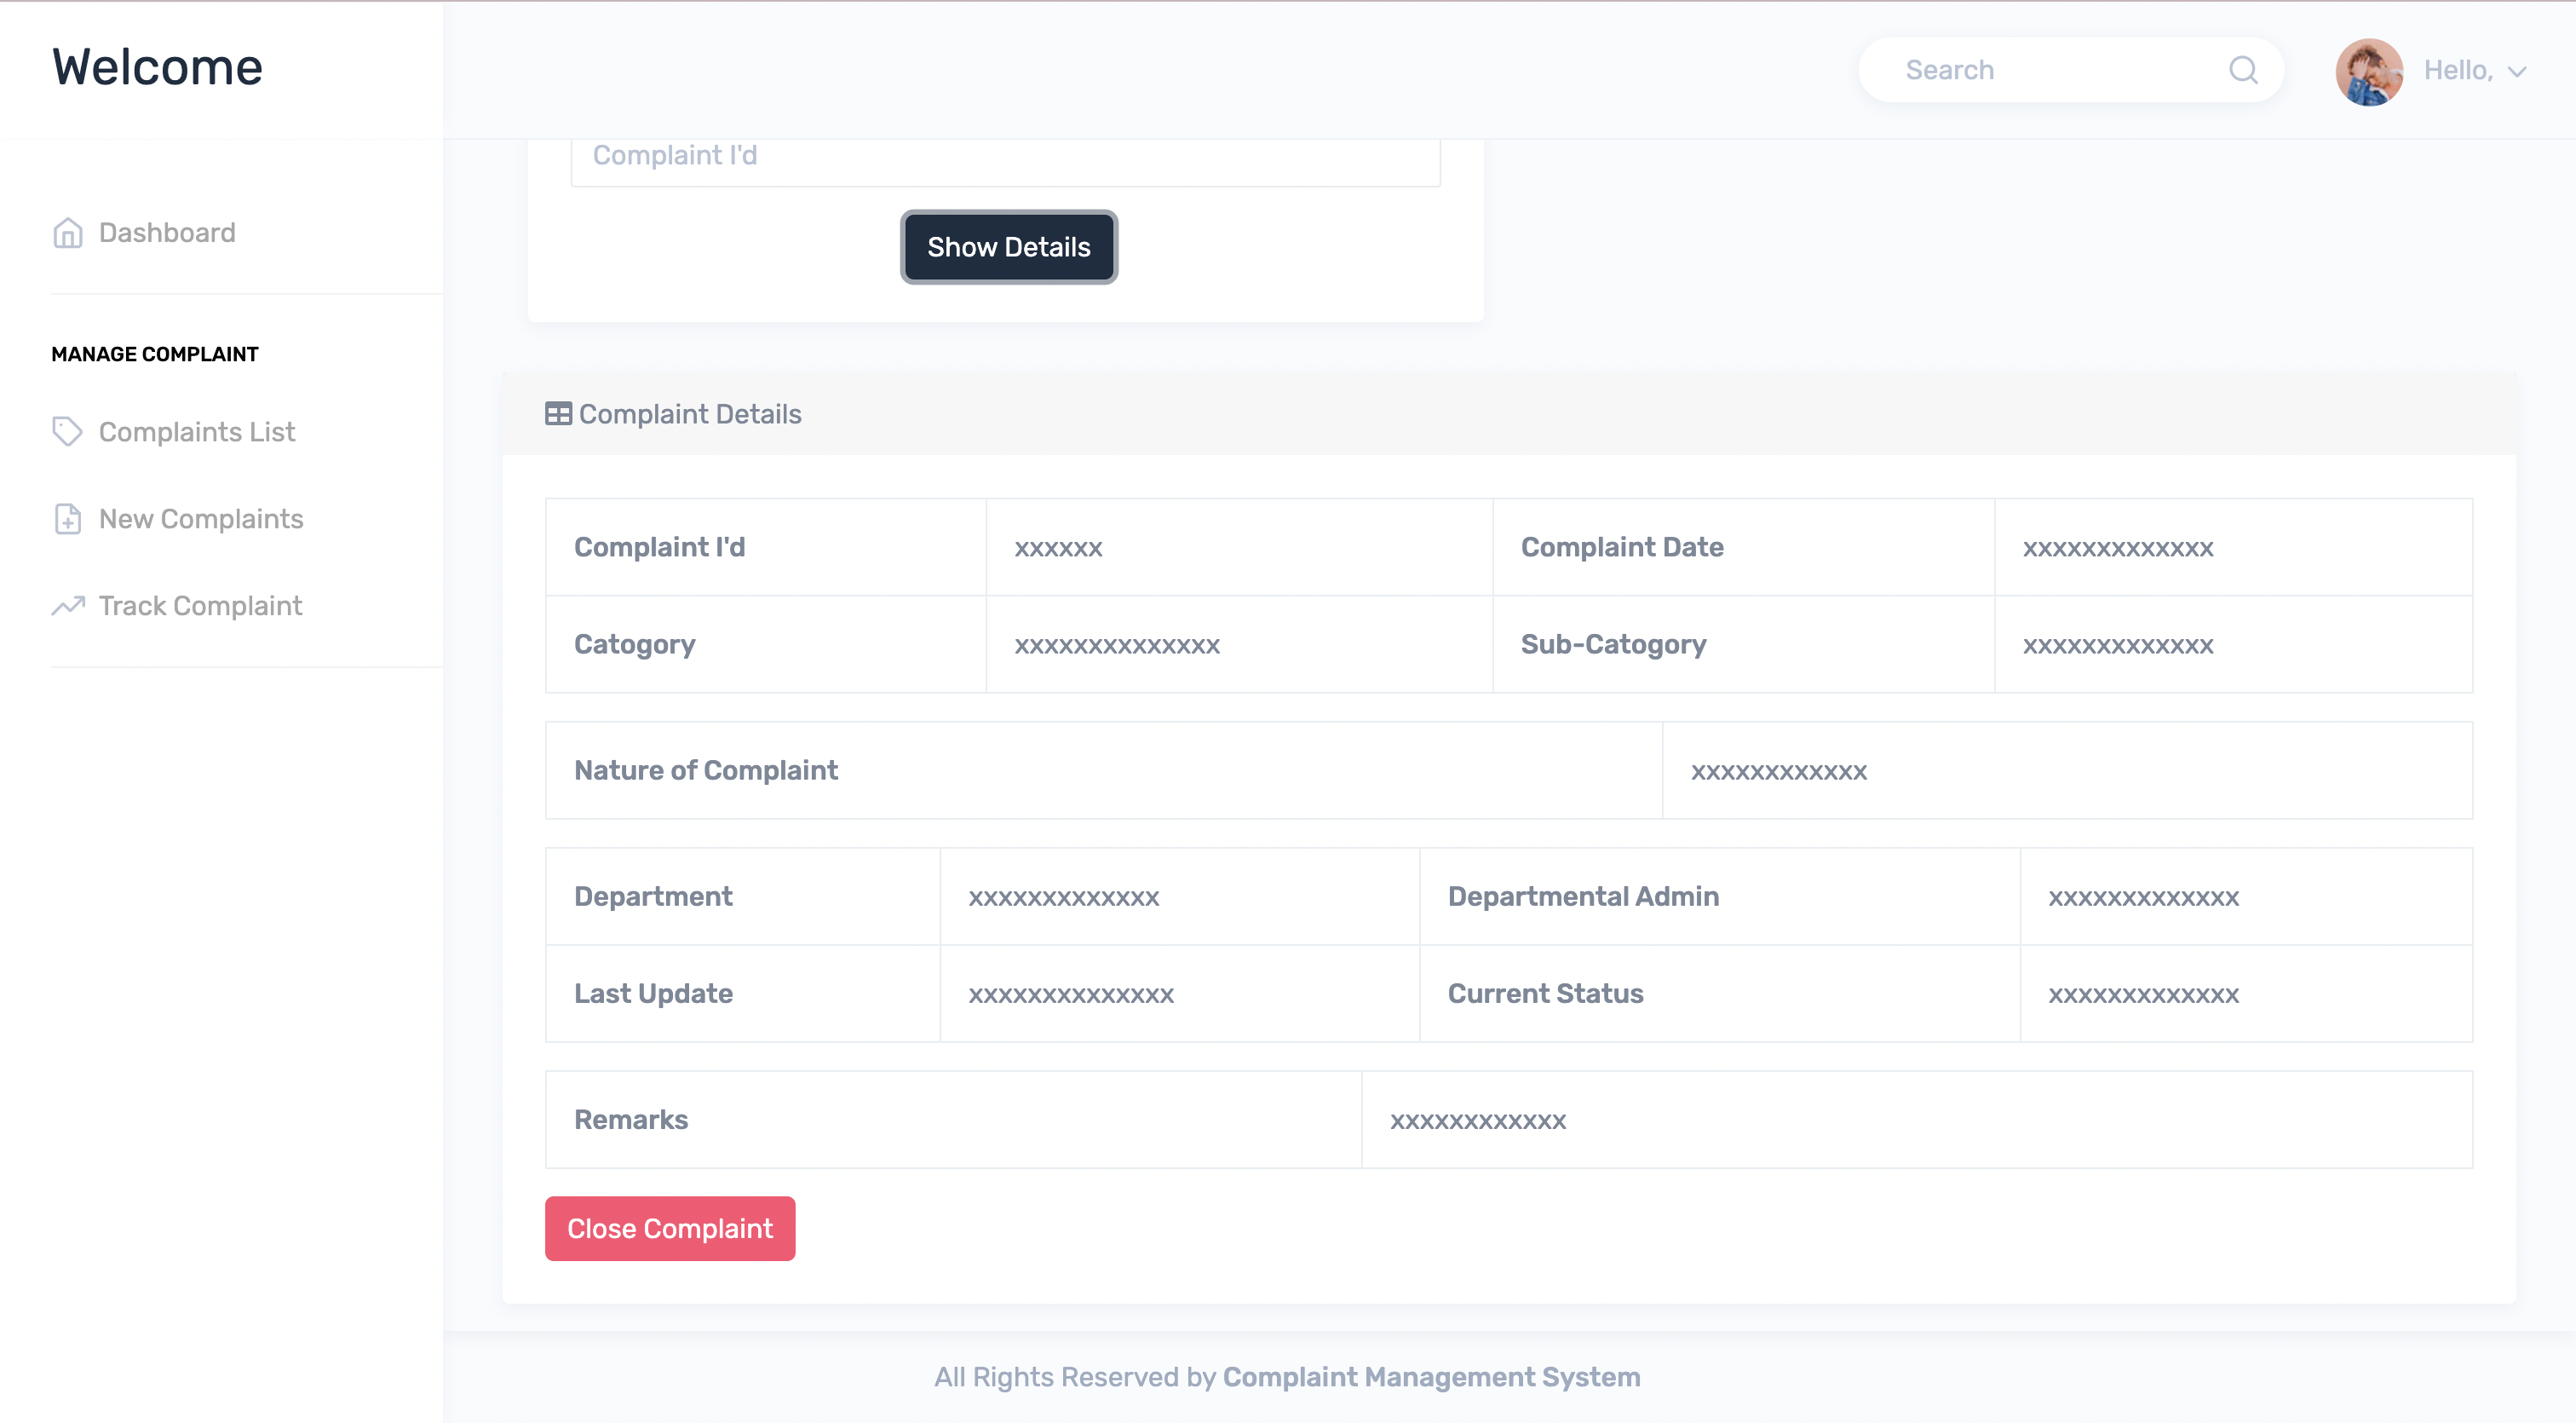 Welcome
Search
Hello,
Dashboard
MANAGE COMPLAINT
Complaints List
New Complaints
Track Complaint
Complaint I'd
Show Details
Complaint Details
Complaint I'd xxxxxx Complaint Date xxxxxxxxxxxxx
Catogory xxxxxxxxxxxxxx Sub-Catogory xxxxxxxxxxxxx
Nature of Complaint xxxxxxxxxxxx
Department xxxxxxxxxxxxx Departmental Admin xxxxxxxxxxxxx
Last Update xxxxxxxxxxxxxx Current Status xxxxxxxxxxxxx
Remarks xxxxxxxxxxxx
Close Complaint
All Rights Reserved by Complaint Management System